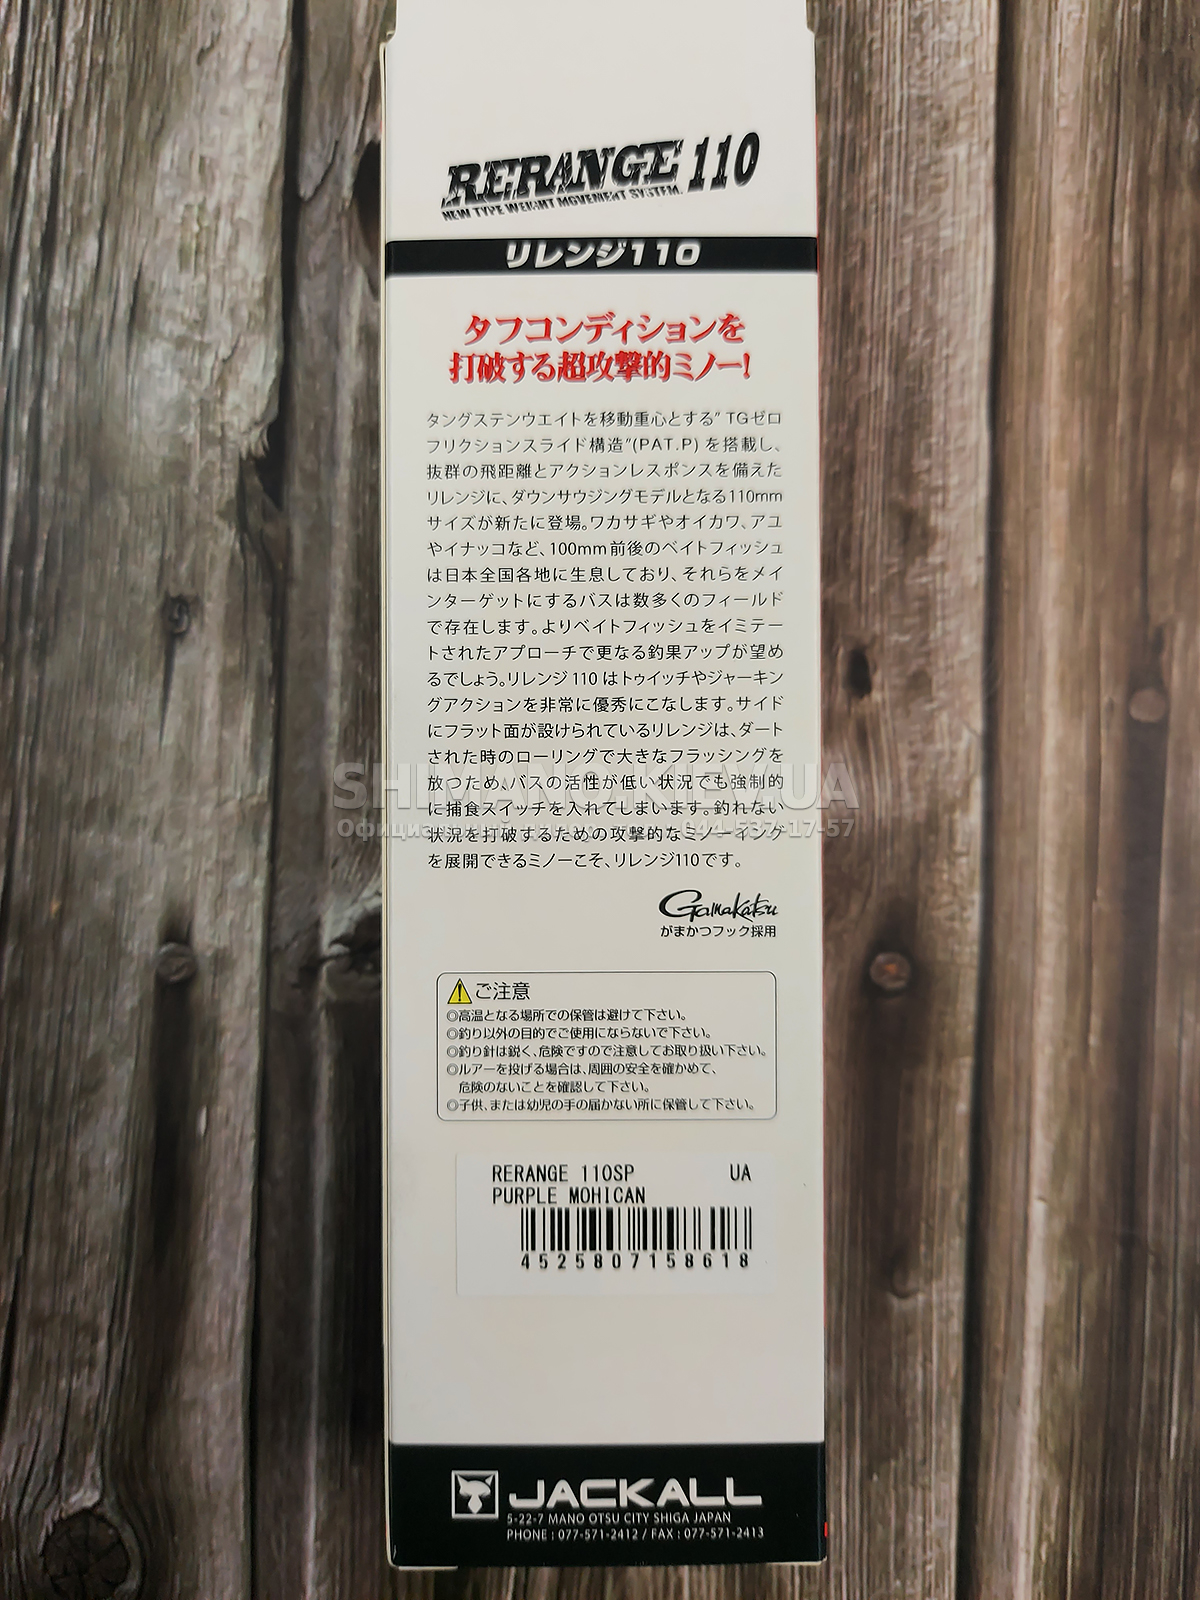 RERANGE 110
NEW TYPE WEIGHT MOVEMENT SYSTEM.
リレンジ110
タフコンディションを
打破する超攻撃的ミノー!
タングステンウエイトを移動重心とする" TGゼロ
フリクションスライド構造"(PAT.P) を搭載し、
抜群の飛距離とアクションレスポンスを備えた
リレンジに、ダウンサウジングモデルとなる110mm
サイズが新たに登場。ワカサギやオイカワ、アユ
やイナッコなど、100mm前後のベイトフィッシュ
は日本全国各地に生息しており、それらをメイ
ンターゲットにするバスは数多くのフィールド
で存在します。よりベイトフィッシュをイミテー
トされたアプローチで更なる釣果アップが望め
るでしょう。リレンジ 110 はトゥイッチやジャーキン
グアクションを非常に優秀にこなします。サイド
にフラット面が設けられているリレンジは、ダート
された時のローリングで大きなフラッシングを
放つため、バスの活性が低い状況でも強制的
SHIMANO.KIEV.UA
に捕食スイッチを入れてしまいます。釣れない
044-537-17-57
状況を打破するための攻撃的なミノーイング
を展開できるミノーこそ、リレンジ110です。
Gamakatsu
がまかつフック採用
ご注意
◎高温となる場所での保管は避けて下さい。
◎釣り以外の目的でご使用にならないで下さい。
◎釣り針は鋭く、危険ですので注意してお取り扱い下さい。
◎ルアーを投げる場合は、周囲の安全を確かめて、
危険のないことを確認して下さい。
◎子供、または幼児の手の届かない所に保管して下さい。
RERANGE 110SP UA
PURPLE MOHICAN
4525807158618
JACKALL
5-22-7 MANO OTSU CITY SHIGA JAPAN
PHONE : 077-571-2412 / FAX : 077-571-2413